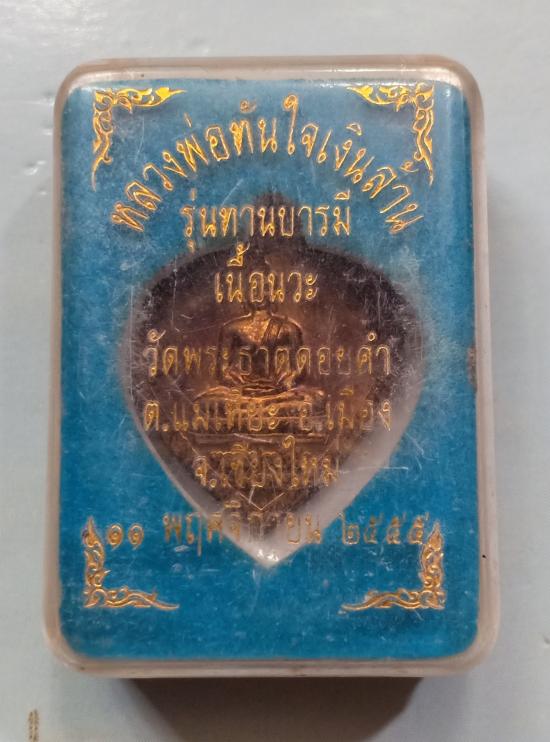 หลวงพ่อทันใจเงินล้าน
รุ่นทานบารมี
เนื้อนวะ
วัดพระธาตุดอยคำ
ต.แม่เหียะ อ.เมือง
จ.เชียงใหม่
๑๑ พฤศจิกายน ๒๕๕๕